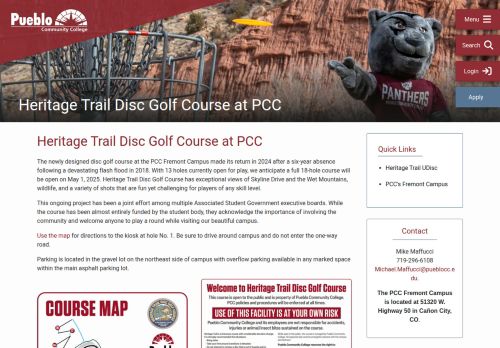 Pueblo
Community College
Menu
Search
Login
Apply
PANTHERS
Heritage Trail Disc Golf Course at PCC
Heritage Trail Disc Golf Course at PCC
The newly designed disc golf course at the PCC Fremont Campus made its return in 2024 after a six-year absence
following a devastating flash flood in 2018. With 13 holes currently open for play, we anticipate a full 18-hole course will
be open on May 1, 2025. Heritage Trail Disc Golf Course has exceptional views of Skyline Drive and the Wet Mountains,
wildlife, and a variety of shots that are fun yet challenging for players of any skill level.
This ongoing project has been a joint effort among multiple Associated Student Government executive boards. While
the course has been almost entirely funded by the student body, they acknowledge the importance of involving the
community and welcome anyone to play a round while visiting our beautiful campus.
Use the map for directions to the kiosk at hole No. 1. Be sure to drive around campus and do not enter the one-way
road.
Parking is located in the gravel lot on the northeast side of campus with overflow parking available in any marked space
within the main asphalt parking lot.
COURSE MAP
Welcome to Heritage Trail Disc Golf Course
This course is open to the public and is property of Pueblo Community College.
PCC policies and procedures will be enforced at all times.
USE OF THIS FACILITY IS AT YOUR OWN RISK
Pueblo Community College and its employees are not responsible for accidents,
injuries or animal/insect bites sustained on the course.
Quick Links
Heritage Trail UDisc
PCC's Fremont Campus
Contact
Mike Maffucci
719-296-6108
Michael.Maffucci@pueblocc.e
du
The PCC Fremont Campus
is located at 51320 W.
Highway 50 in Cañon City,
CO.